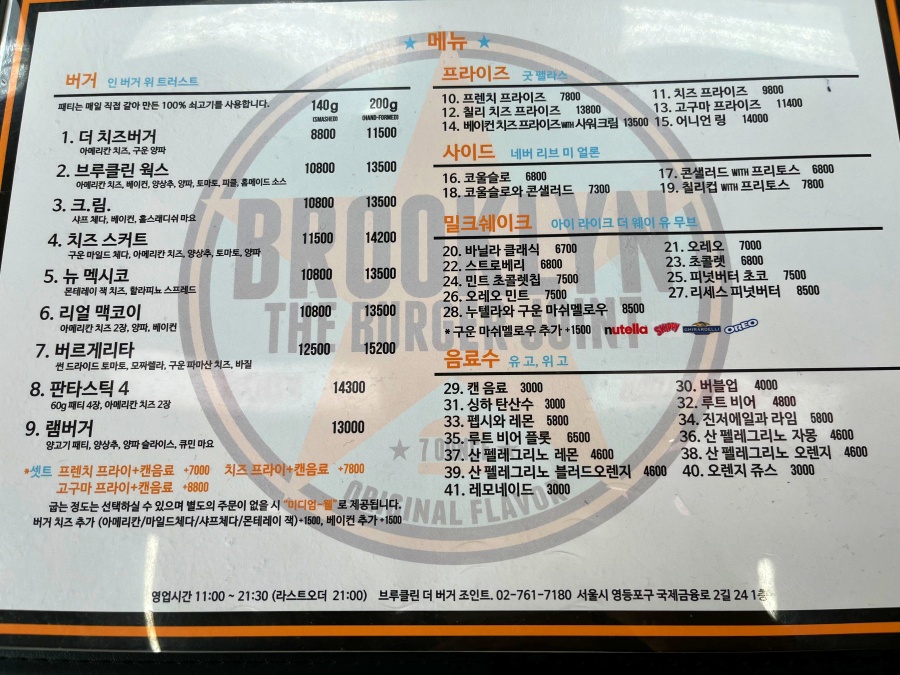 ★ 메뉴 ★
버거 인 버거 위 트러스트
패티는 매일 직접 갈아 만든 100% 쇠고기를 사용합니다. 140g 200g
(SMASHED) (HAND-FORMED)
1. 더 치즈버거 8800 11500
아메리칸 치즈, 구운 양파
2. 브루클린 웍스 10800 13500
아메리칸 치즈, 베이컨, 양상추, 양파, 토마토, 피클, 홈메이드 소스
3. 크.림. 10800 13500
샤프 체다, 베이컨, 홀스래디쉬 마요
4. 치즈 스커트 11500 14200
구운 마일드 체다, 아메리칸 치즈, 양상추, 토마토, 양파
5. 뉴 멕시코 10800 13500
몬테레이 잭 치즈, 할라피뇨 스프레드
6. 리얼 맥코이 10800 13500
아메리칸 치즈 2장, 양파, 베이컨
7. 버르게리타 12500 15200
썬 드라이드 토마토, 모짜렐라, 구운 파마산 치즈, 바질
8. 판타스틱 4 14300
60g 패티 4장, 아메리칸 치즈 2장
9. 램버거 13000
양고기 패티, 양상추, 양파 슬라이스, 큐민 마요
*셋트 프렌치 프라이+캔음료 +7000 치즈 프라이+캔음료 +7800
고구마 프라이+캔음료 +8800
굽는 정도는 선택하실 수 있으며 별도의 주문이 없을 시 "미디엄~웰"로 제공됩니다.
버거 치즈 추가 (아메리칸/마일드체다/샤프체다/몬테레이 잭)+1500, 베이컨 추가 +1500
프라이즈 굿 펠라스
10. 프렌치 프라이즈 7800 11. 치즈 프라이즈 9800
12. 칠리 치즈 프라이즈 13800 13. 고구마 프라이즈 11400
14. 베이컨 치즈 프라이즈 WITH 사워크림 13500 15. 어니언 링 14000
사이드 네버 리브 미 얼론
16. 코울슬로 6800 17. 콘샐러드 WITH 프리토스 6800
18. 코울슬로와 콘샐러드 7300 19. 칠리컵 WITH 프리토스 7800
밀크쉐이크 아이 라이크 더 웨이 유 무브
20. 바닐라 클래식 6700 21. 오레오 7000
22. 스트로베리 6800 23. 초콜렛 6800
24. 민트 초콜렛칩 7500 25. 피넛버터 초코 7500
26. 오레오 민트 7500 27. 리세스 피넛버터 8500
28. 누텔라와 구운 마쉬멜로우 8500
* 구운 마쉬멜로우 추가 +1500 nutella SKIPPY GHIRARDELLI OREO
음료수 유 고, 위 고
29. 캔 음료 3000 30. 버블업 4000
31. 싱하 탄산수 3000 32. 루트 비어 4800
33. 펩시와 레몬 5800 34. 진저에일과 라임 5800
35. 루트 비어 플롯 6500 36. 산 펠레그리노 자몽 4600
37. 산 펠레그리노 레몬 4600 38. 산 펠레그리노 오렌지 4600
39. 산 펠레그리노 블러드오렌지 4600 40. 오렌지 쥬스 3000
41. 레모네이드 3000
BROOKLYN
THE BURGER JOINT
ORIGINAL FLAVOR
영업시간 11:00 ~ 21:30 (라스트오더 21:00) 브루클린 더 버거 조인트. 02-761-7180 서울시 영등포구 국제금융로 2길 24 1층